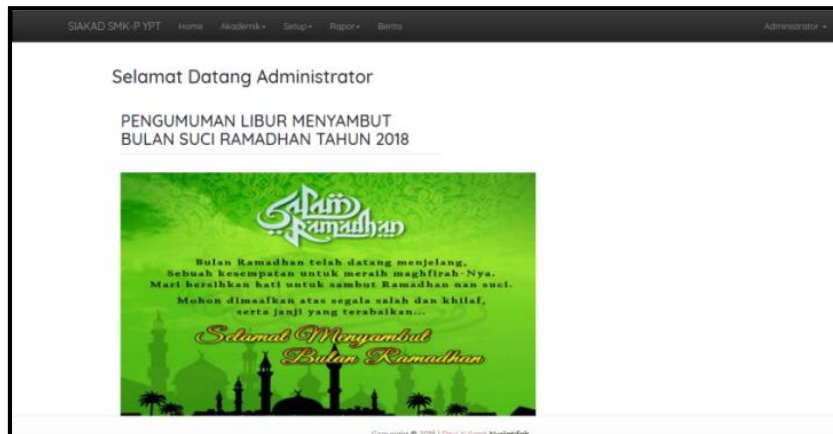 SIAKAD SMK-P YPT Home Akademik Setup Rapor Berita Administrator
Selamat Datang Administrator
PENGUMUMAN LIBUR MENYAMBUT
BULAN SUCI RAMADHAN TAHUN 2018
Salam
Ramadhan
Bulan Ramadhan telah datang menjelang,
Sebuah kesempatan untuk meraih maghfirah-Nya.
Mari bersihkan hati untuk sambut Ramadhan nan suci.
Mohon dimaafkan atas segala salah dan khilaf,
serta janji yang terabaikan...
Selamat Menyambut
Bulan Ramadhan
Copyright © 2018 |